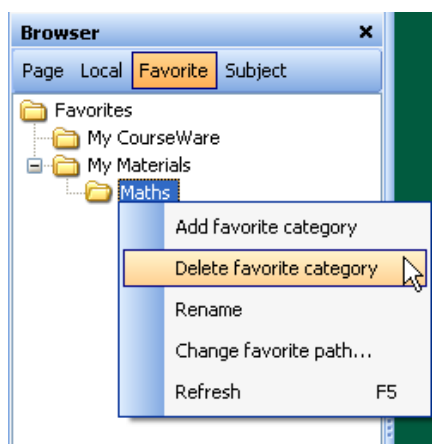 Browser
Page Local Favorite Subject
Favorites
My CourseWare
My Materials
Maths
Add favorite category
Delete favorite category
Rename
Change favorite path...
Refresh F5